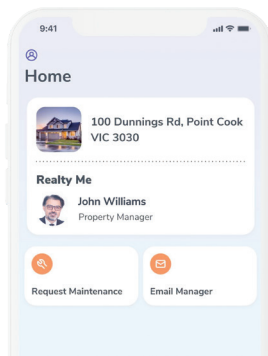 9:41
Home
100 Dunnings Rd, Point Cook
VIC 3030
Realty Me
John Williams
Property Manager
Request Maintenance
Email Manager